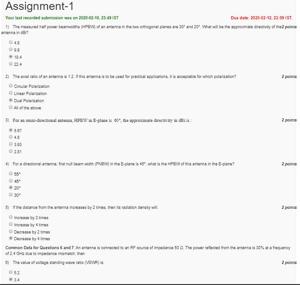 Assignment-1
Your last recorded submission was on 2020-02-10, 23:49 IST
Due date: 2020-02-12, 23:59 IST.
1) The measured half power beamwidths (HPBW) of an antenna in the two orthogonal planes are 30° and 20°. What will be the approximate directivity of the antenna in dBi?
2 points
4.8
9.8
18.4
22.4
2) The axial ratio of an antenna is 1.2. If this antenna is to be used for practical applications, it is acceptable for which polarization?
2 points
Circular Polarization
Linear Polarization
Dual Polarization
All of the above
3) For an omni-directional antenna, HPBW in E-plane is 60°, the approximate directivity in dBi is :
2 points
5.67
4.8
3.80
2.51
4) For a directional antenna, first null beam width (FNBW) in the E-plane is 45°, what is the HPBW of this antenna in the E-plane?
2 points
55°
45°
20°
30°
5) If the distance from the antenna increases by 2 times, then its radiation density will:
2 points
Increase by 2 times
Increase by 4 times
Decrease by 2 times
Decrease by 4 times
Common Data for Questions 6 and 7: An antenna is connected to an RF source of impedance 50 Ω. The power reflected from the antenna is 30% at a frequency
of 2.4 GHz due to impedance mismatch, then
6) The value of voltage standing wave ratio (VSWR) is
2 points
5.2
3.4